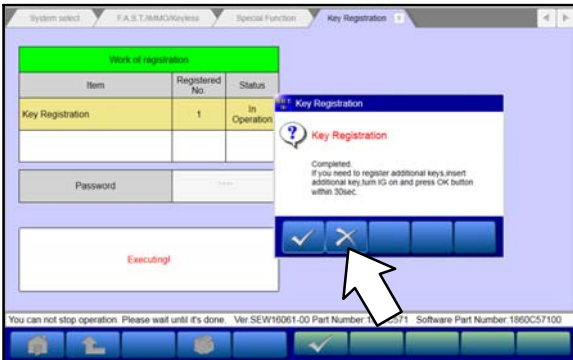 System select
F.A.S.T./IMMO/Keyless
Special Function
Key Registration
Work of registration
Item
Registered No.
Status
Key Registration
1
In Operation
Password
----
Executing!
Key Registration
Key Registration
Completed.
If you need to register additional keys,insert
additional key,turn IG on and press OK button
within 30sec.
You can not stop operation. Please wait until it's done. Ver.SEW16061-00 Part Number: Software Part Number:1860C57100